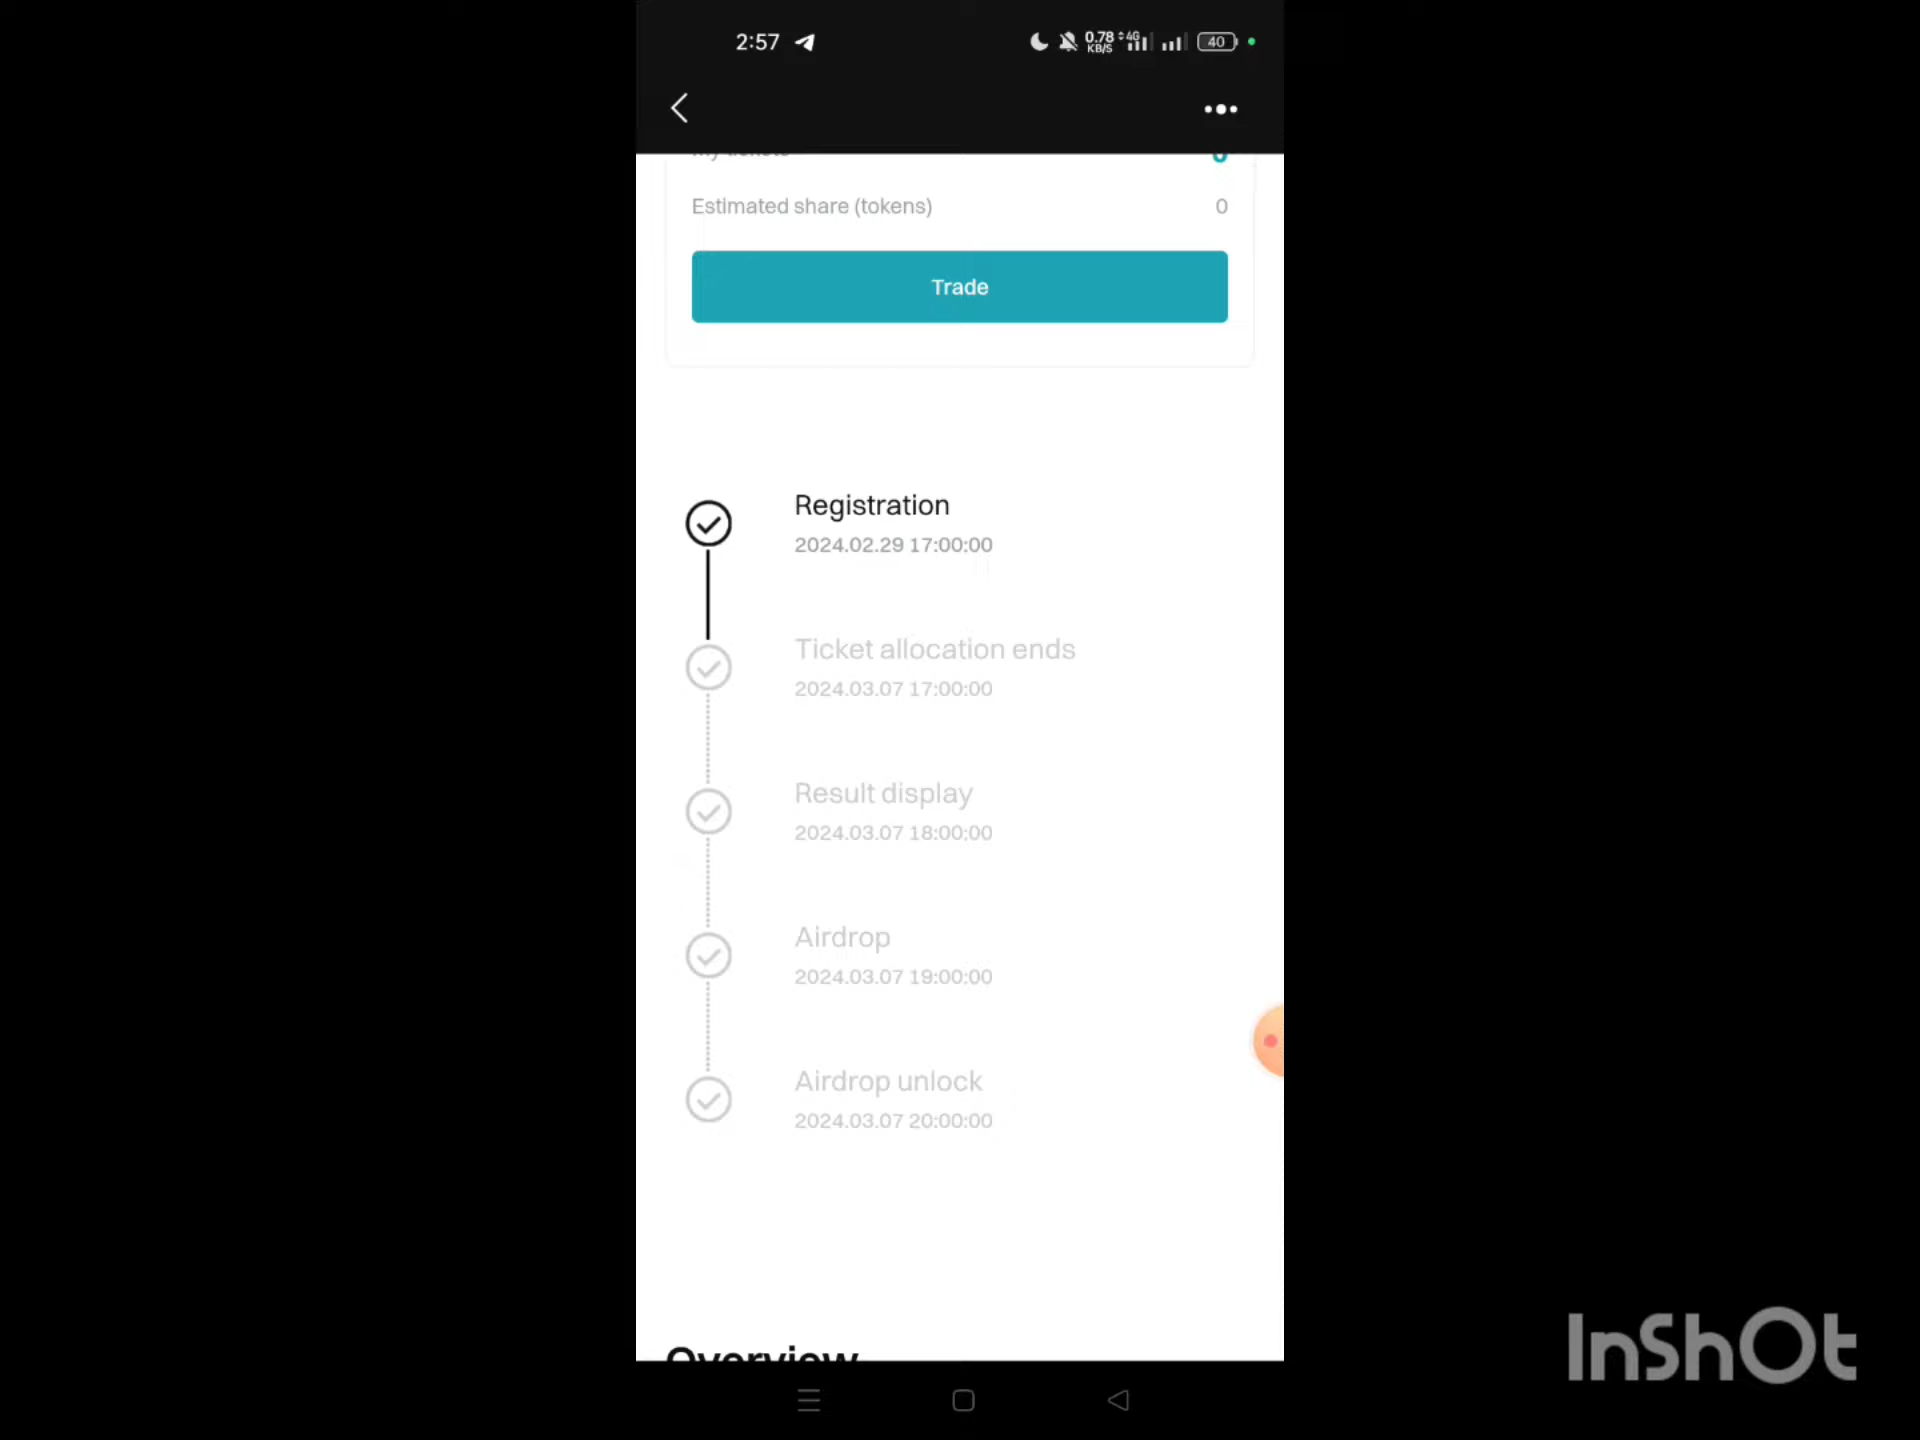 2:57
0.78
KB/S
4G
40
Estimated share (tokens)
0
Trade
Registration
2024.02.29 17:00:00
Ticket allocation ends
2024.03.07 17:00:00
Result display
2024.03.07 18:00:00
Airdrop
2024.03.07 19:00:00
Airdrop unlock
2024.03.07 20:00:00
Overview
InShOt